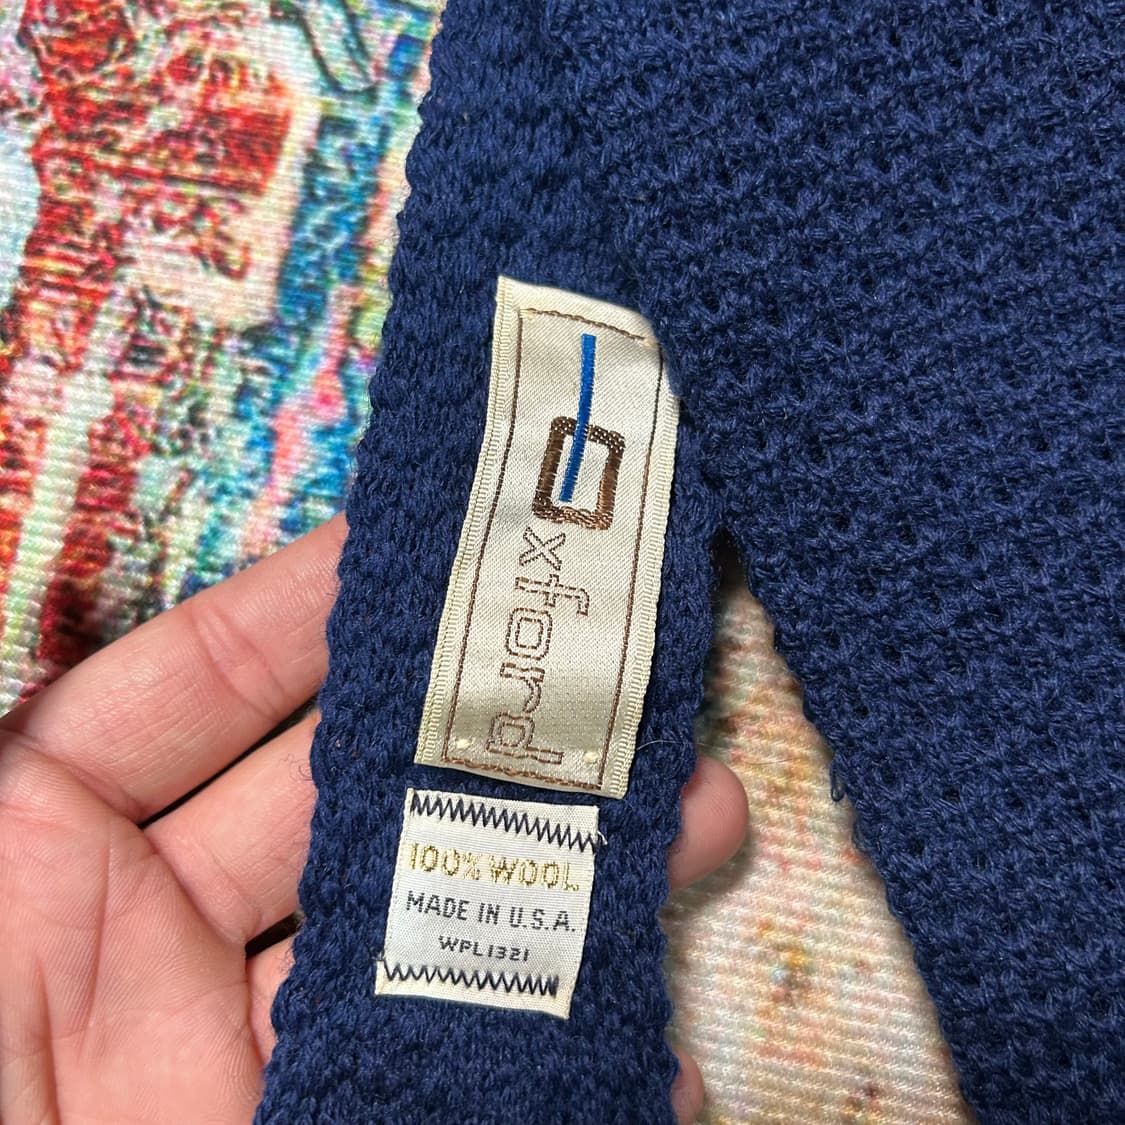 Oxford
100% WOOL
MADE IN U.S.A.
WPL1321